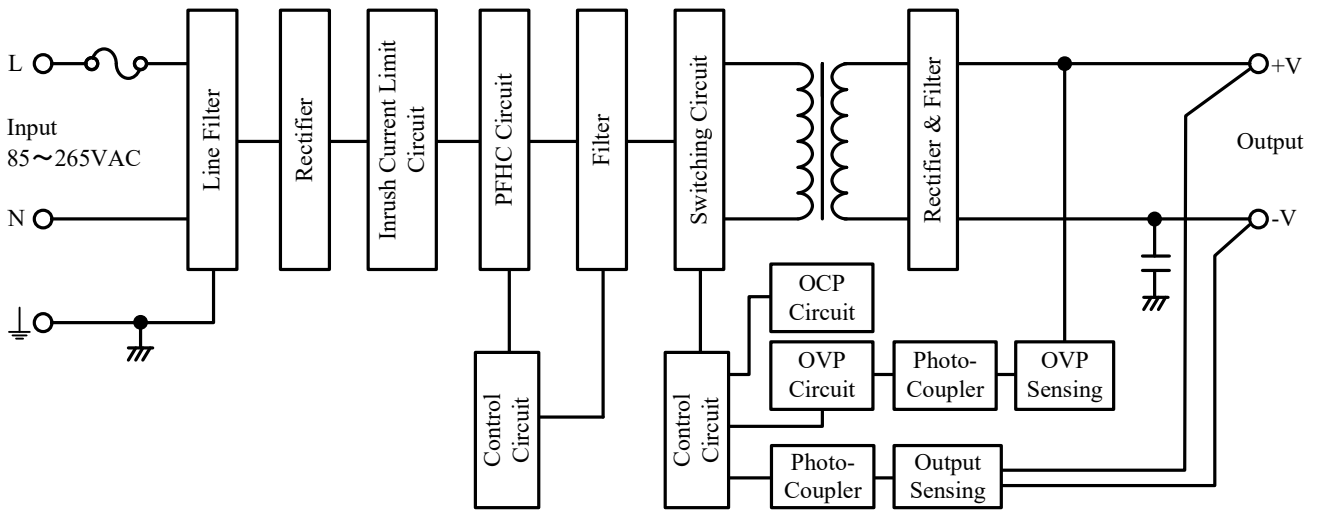 L
Input
85～265VAC
N
Line Filter
Rectifier
Inrush Current Limit
Circuit
PFHC Circuit
Filter
Switching Circuit
Rectifier & Filter
+V
Output
-V
Control
Circuit
Control
Circuit
OCP
Circuit
OVP
Circuit
Photo-
Coupler
OVP
Sensing
Photo-
Coupler
Output
Sensing